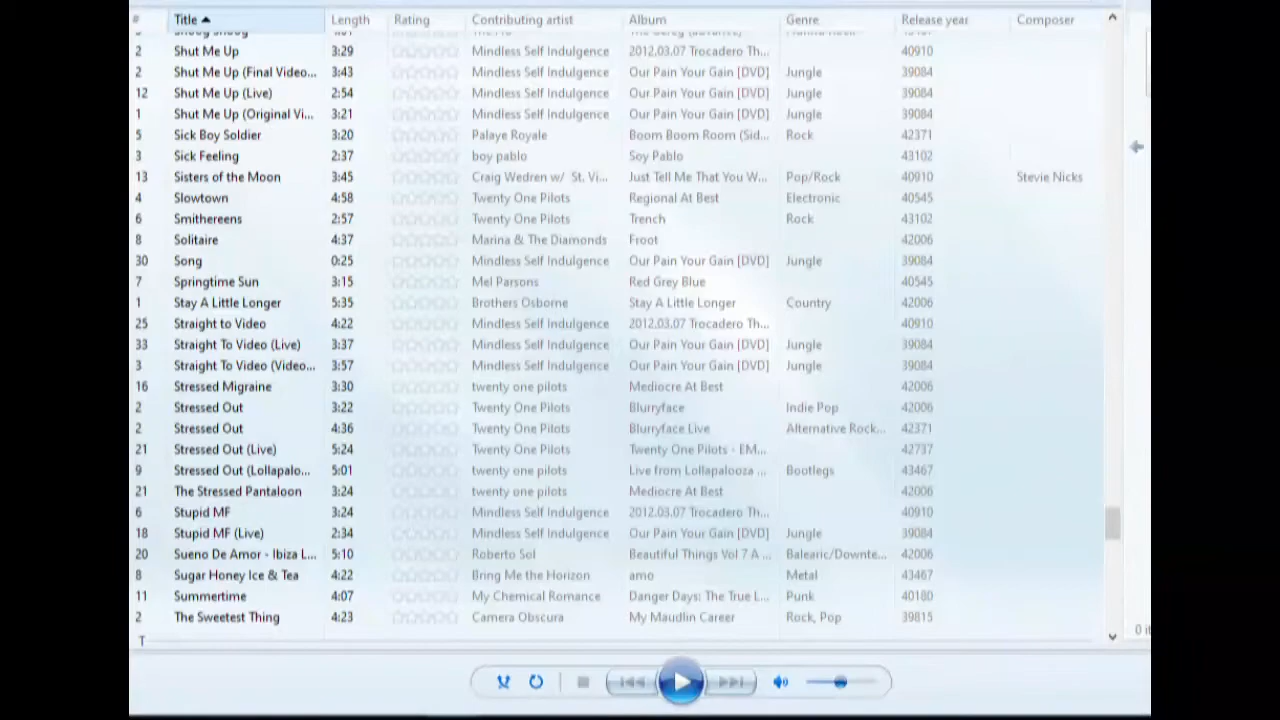 # Title Length Rating Contributing artist Album Genre Release year Composer
2 Shut Me Up 3:29 Mindless Self Indulgence 2012.03.07 Trocadero Th... 40910
2 Shut Me Up (Final Video... 3:43 Mindless Self Indulgence Our Pain Your Gain [DVD] Jungle 39084
12 Shut Me Up (Live) 2:54 Mindless Self Indulgence Our Pain Your Gain [DVD] Jungle 39084
1 Shut Me Up (Original Vi... 3:21 Mindless Self Indulgence Our Pain Your Gain [DVD] Jungle 39084
5 Sick Boy Soldier 3:20 Palaye Royale Boom Boom Room (Sid... Rock 42371
3 Sick Feeling 2:37 boy pablo Soy Pablo 43102
13 Sisters of the Moon 3:45 Craig Wedren w/ St. Vi... Just Tell Me That You W... Pop/Rock 40910 Stevie Nicks
4 Slowtown 4:58 Twenty One Pilots Regional At Best Electronic 40545
6 Smithereens 2:57 Twenty One Pilots Trench Rock 43102
8 Solitaire 4:37 Marina & The Diamonds Froot 42006
30 Song 0:25 Mindless Self Indulgence Our Pain Your Gain [DVD] Jungle 39084
7 Springtime Sun 3:15 Mel Parsons Red Grey Blue 40545
1 Stay A Little Longer 5:35 Brothers Osborne Stay A Little Longer Country 42006
25 Straight to Video 4:22 Mindless Self Indulgence 2012.03.07 Trocadero Th... 40910
33 Straight To Video (Live) 3:37 Mindless Self Indulgence Our Pain Your Gain [DVD] Jungle 39084
3 Straight To Video (Video... 3:57 Mindless Self Indulgence Our Pain Your Gain [DVD] Jungle 39084
16 Stressed Migraine 3:30 twenty one pilots Mediocre At Best 42006
2 Stressed Out 3:22 Twenty One Pilots Blurryface Indie Pop 42006
2 Stressed Out 4:36 Twenty One Pilots Blurryface Live Alternative Rock... 42371
21 Stressed Out (Live) 5:24 Twenty One Pilots Twenty One Pilots - EM... 42737
9 Stressed Out (Lollapalo... 5:01 twenty one pilots Live from Lollapalooza ... Bootlegs 43467
21 The Stressed Pantaloon 3:24 twenty one pilots Mediocre At Best 42006
6 Stupid MF 3:24 Mindless Self Indulgence 2012.03.07 Trocadero Th... 40910
18 Stupid MF (Live) 2:34 Mindless Self Indulgence Our Pain Your Gain [DVD] Jungle 39084
20 Sueno De Amor - Ibiza L... 5:10 Roberto Sol Beautiful Things Vol 7 A ... Balearic/Downte... 42006
8 Sugar Honey Ice & Tea 4:22 Bring Me the Horizon amo Metal 43467
11 Summertime 4:07 My Chemical Romance Danger Days: The True L... Punk 40180
2 The Sweetest Thing 4:23 Camera Obscura My Maudlin Career Rock, Pop 39815
T